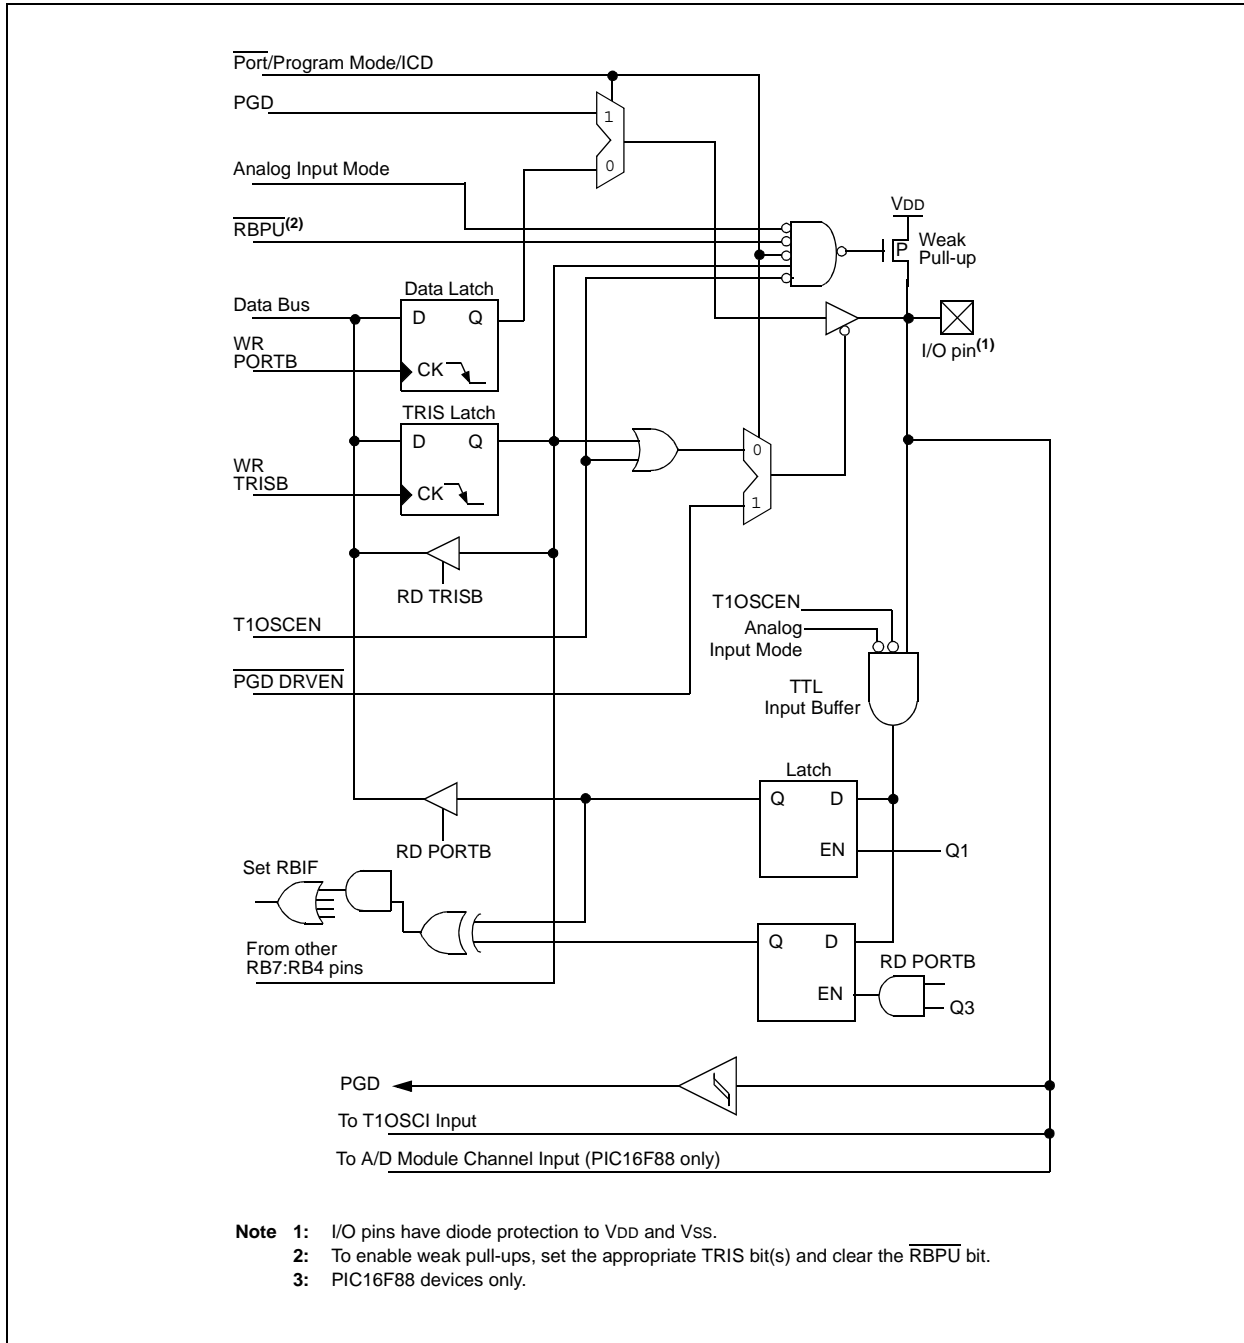 Port/Program Mode/ICD
PGD
1
0
Analog Input Mode
RBPU(2)
VDD
P
Weak
Pull-up
Data Latch
Data Bus
D
Q
WR
PORTB
CK
I/O pin(1)
TRIS Latch
D
Q
0
WR
TRISB
CK
1
RD TRISB
T1OSCEN
T1OSCEN
Analog
Input Mode
PGD DRVEN
TTL
Input Buffer
Latch
Q
D
RD PORTB
EN
Q1
Set RBIF
From other
RB7:RB4 pins
Q
D
RD PORTB
EN
Q3
PGD
To T1OSCI Input
To A/D Module Channel Input (PIC16F88 only)
Note 1: I/O pins have diode protection to VDD and VSS.
2: To enable weak pull-ups, set the appropriate TRIS bit(s) and clear the RBPU bit.
3: PIC16F88 devices only.